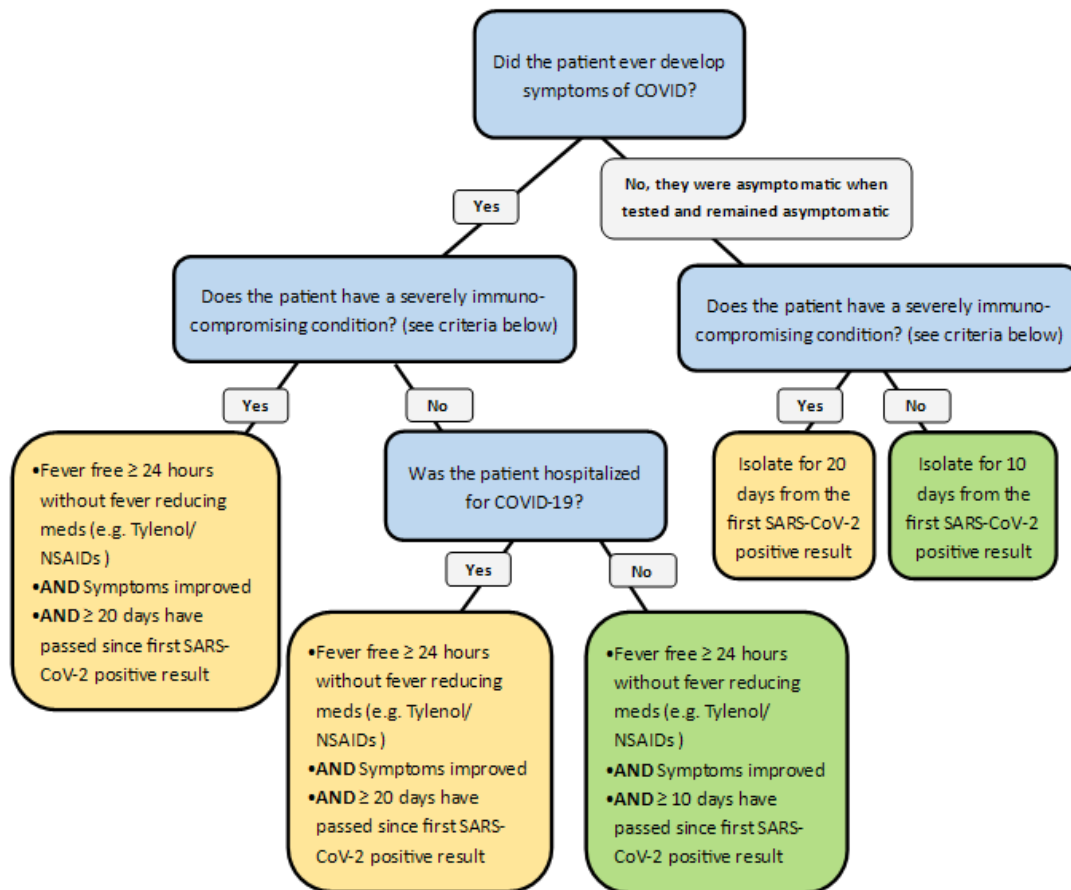 Did the patient ever develop
symptoms of COVID?
Yes
No, they were asymptomatic when
tested and remained asymptomatic
Does the patient have a severely immuno-
compromising condition? (see criteria below)
Does the patient have a severely immuno-
compromising condition? (see criteria below)
Yes
No
Yes
No
•Fever free ≥ 24 hours
without fever reducing
meds (e.g. Tylenol/
NSAIDs )
•AND Symptoms improved
•AND ≥ 20 days have
passed since first SARS-
CoV-2 positive result
Was the patient hospitalized
for COVID-19?
Isolate for 20
days from the
first SARS-CoV-2
positive result
Isolate for 10
days from the
first SARS-CoV-2
positive result
Yes
No
•Fever free ≥ 24 hours
without fever reducing
meds (e.g. Tylenol/
NSAIDs )
•AND Symptoms improved
•AND ≥ 20 days have
passed since first SARS-
CoV-2 positive result
•Fever free ≥ 24 hours
without fever reducing
meds (e.g. Tylenol/
NSAIDs )
•AND Symptoms improved
•AND ≥ 10 days have
passed since first SARS-
CoV-2 positive result